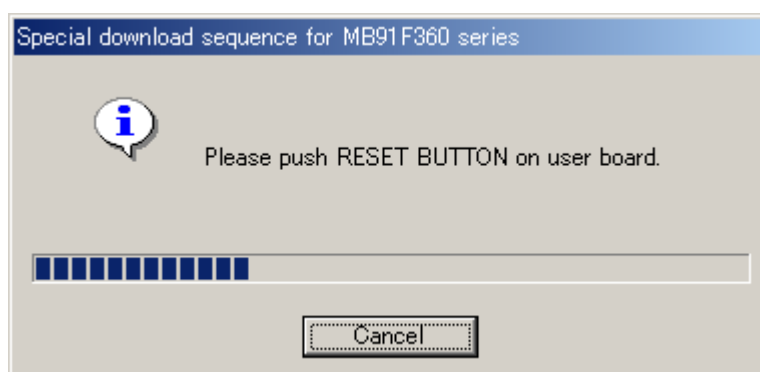 Special download sequence for MB91F360 series
Please push RESET BUTTON on user board.
Cancel